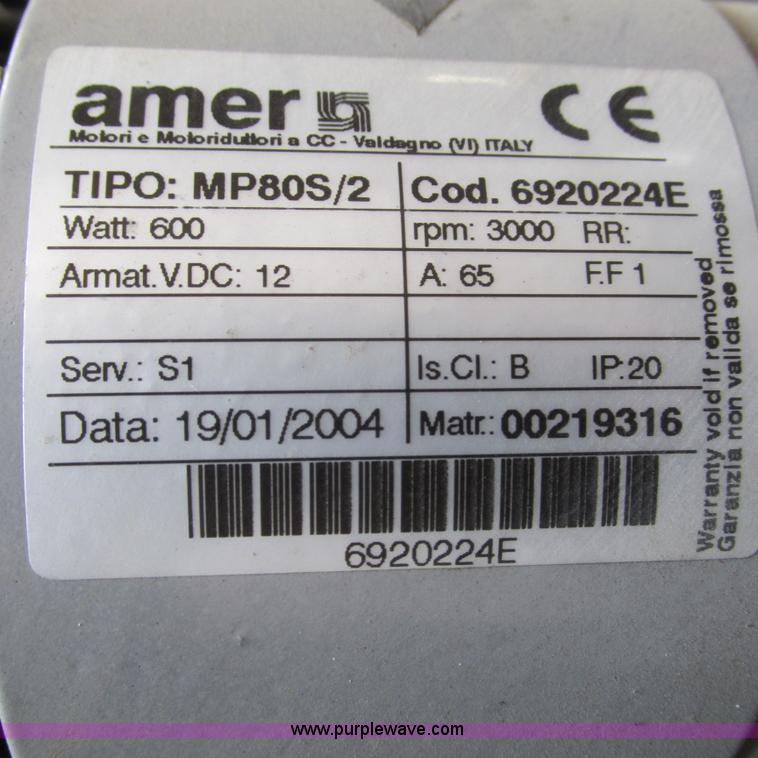 amer
CE
Motori e Motoriduttori a CC - Valdagno (VI) ITALY
TIPO: MP80S/2 Cod. 6920224E
Watt: 600 rpm: 3000 RR:
Armat.V.DC: 12 A: 65 F.F 1
Serv.: S1 Is.Cl.: B IP:20
Data: 19/01/2004 Matr.: 00219316
6920224E
Warranty void if removed
Garanzia non valida se rimossa
www.purplewave.com